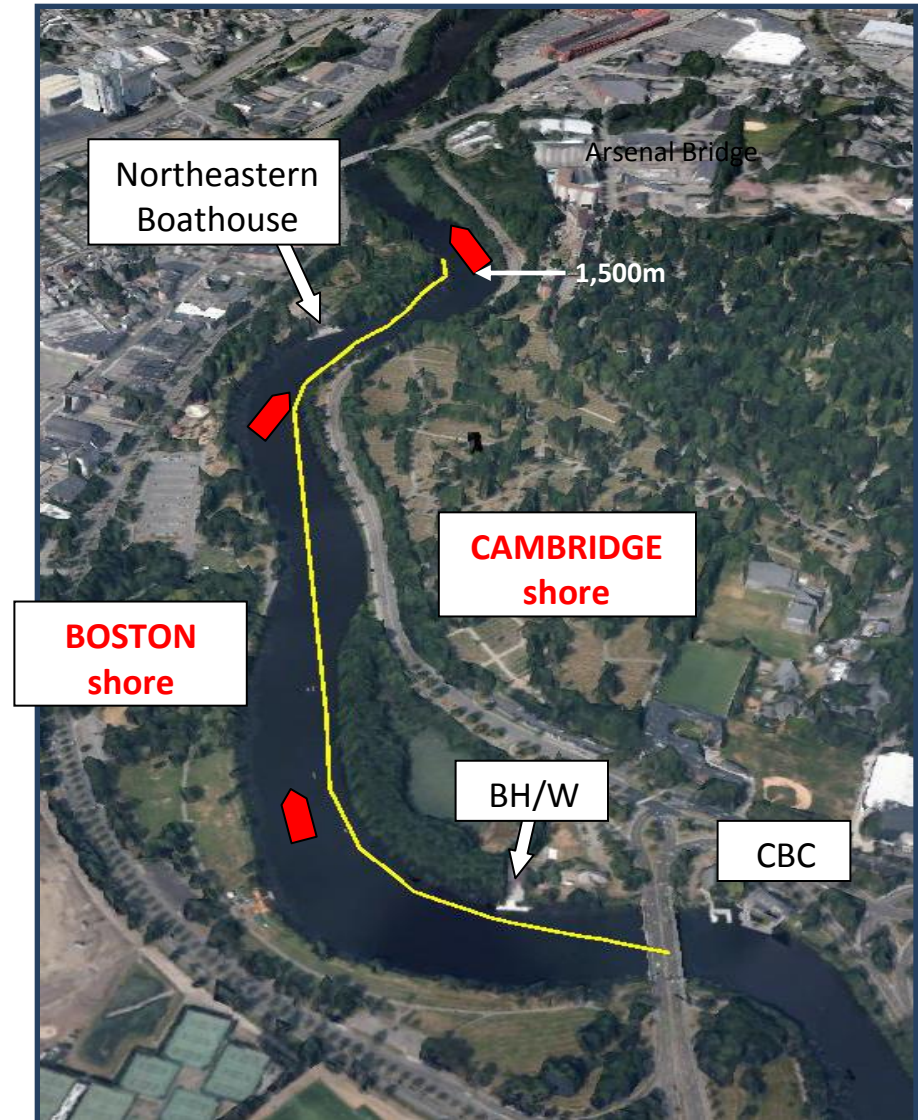 Arsenal Bridge
Northeastern
Boathouse
1,500m
CAMBRIDGE
shore
BOSTON
shore
BH/W
CBC